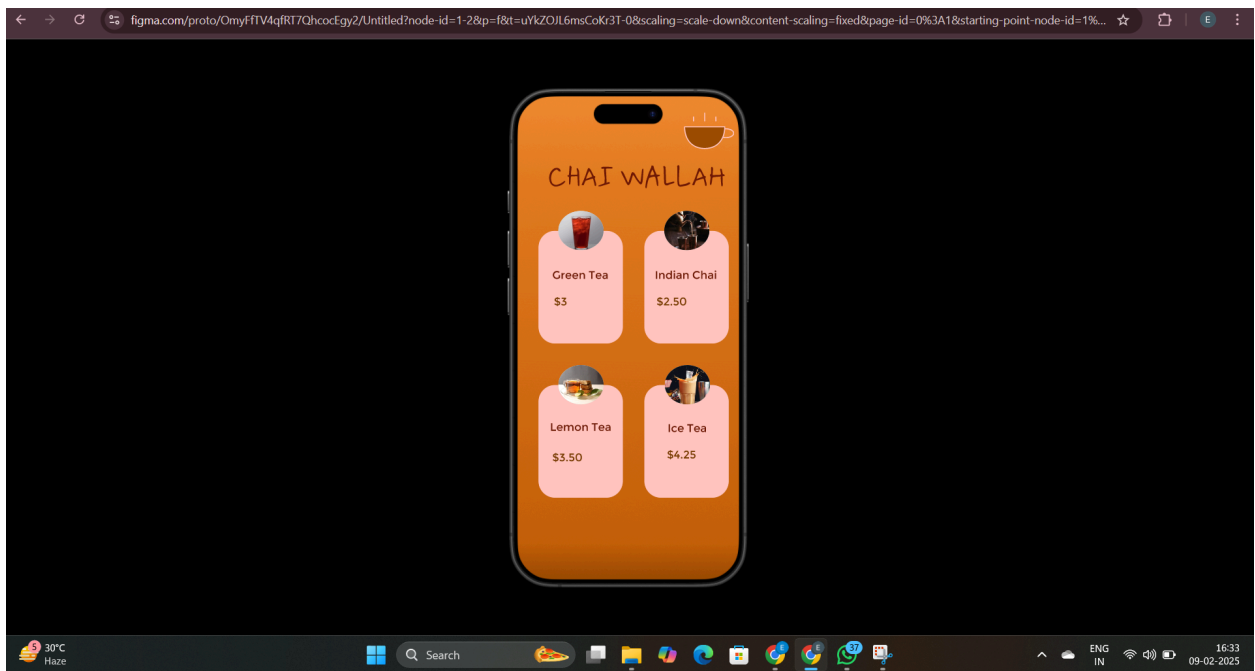 figma.com/proto/OmyFfTV4qfRT7QhcocEgy2/Untitled?node-id=1-2&p=f&t=uYkZOJL6msCoKr3T-0&scaling=scale-down&content-scaling=fixed&page-id=0%3A1&starting-point-node-id=1%...
E
CHAI WALLAH
Green Tea
$3
Indian Chai
$2.50
Lemon Tea
$3.50
Ice Tea
$4.25
5
30°C
Haze
Search
E
E
37
ENG
IN
16:33
09-02-2025